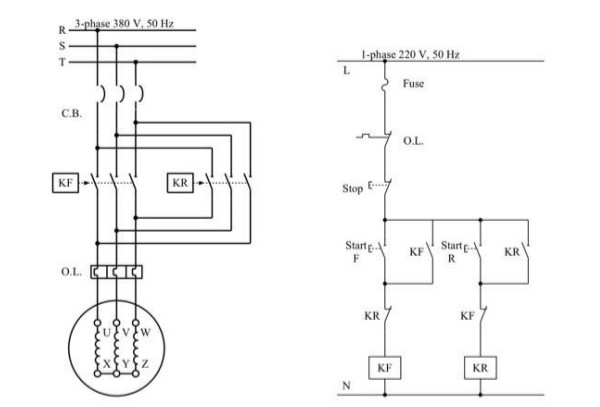 3-phase 380 V, 50 Hz
R
S
T
C.B.
KF
KR
O.L.
U V W
X Y Z
1-phase 220 V, 50 Hz
L
Fuse
O.L.
Stop
Start F
KF
Start R
KR
KR
KF
KF
KR
N